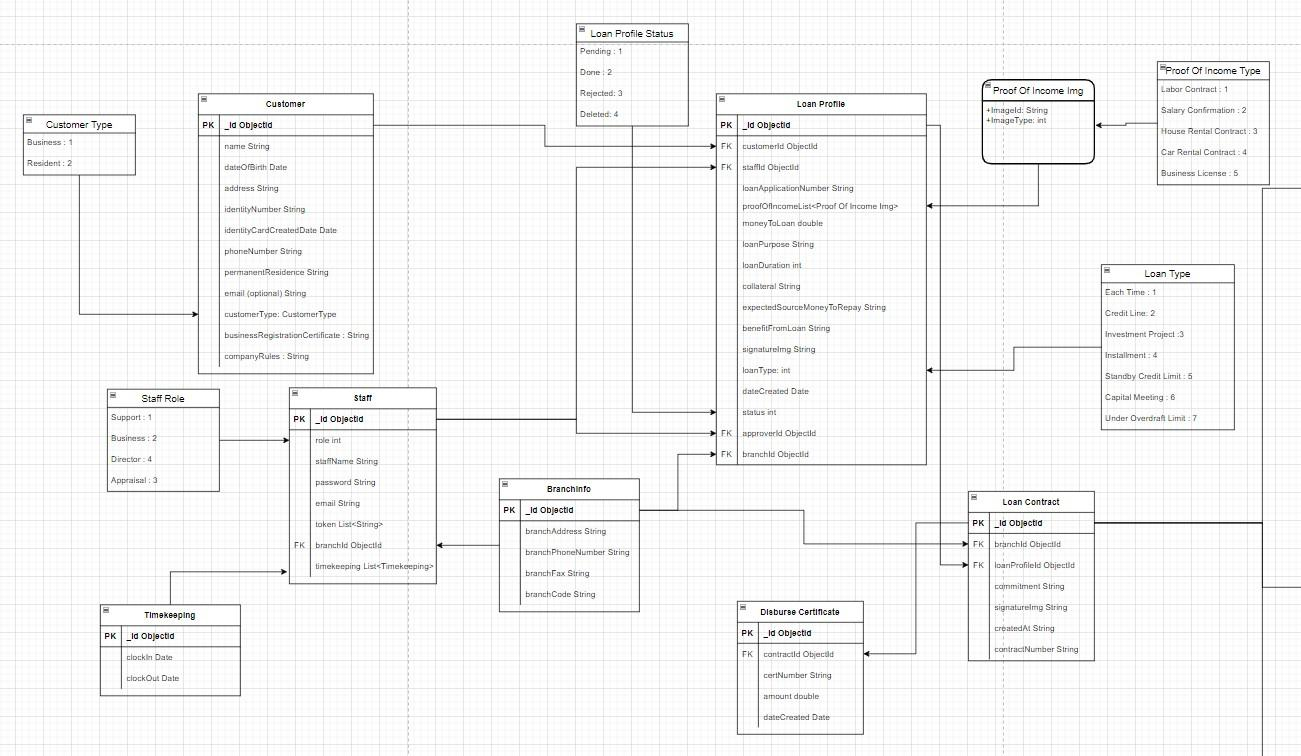 Loan Profile Status
Pending : 1
Done : 2
Rejected: 3
Deleted: 4
Proof Of Income Type
Labor Contract : 1
Salary Confirmation : 2
House Rental Contract : 3
Car Rental Contract : 4
Business License : 5
Proof Of Income Img
+ImageId: String
+ImageType: int
Customer Type
Business : 1
Resident : 2
Customer
PK _id ObjectId
name String
dateOfBirth Date
address String
identityNumber String
identityCardCreatedDate Date
phoneNumber String
permanentResidence String
email (optional) String
customerType: CustomerType
businessRegistrationCertificate : String
companyRules : String
Loan Profile
PK _id ObjectId
FK customerId ObjectId
FK staffId ObjectId
loanApplicationNumber String
proofOfIncomeList<Proof Of Income Img>
moneyToLoan double
loanPurpose String
loanDuration int
collateral String
expectedSourceMoneyToRepay String
benefitFromLoan String
signatureImg String
loanType: int
dateCreated Date
status int
FK approverId ObjectId
FK branchId ObjectId
Loan Type
Each Time : 1
Credit Line: 2
Investment Project :3
Installment : 4
Standby Credit Limit : 5
Capital Meeting : 6
Under Overdraft Limit : 7
Staff Role
Support : 1
Business : 2
Director : 4
Appraisal : 3
Staff
PK _id ObjectId
role int
staffName String
password String
email String
token List<String>
FK branchId ObjectId
timekeeping List<Timekeeping>
BranchInfo
PK _id ObjectId
branchAddress String
branchPhoneNumber String
branchFax String
branchCode String
Loan Contract
PK _id ObjectId
FK branchId ObjectId
FK loanProfileId ObjectId
commitment String
signatureImg String
createdAt String
contractNumber String
Timekeeping
PK _id ObjectId
clockIn Date
clockOut Date
Disburse Certificate
PK _id ObjectId
FK contractId ObjectId
certNumber String
amount double
dateCreated Date